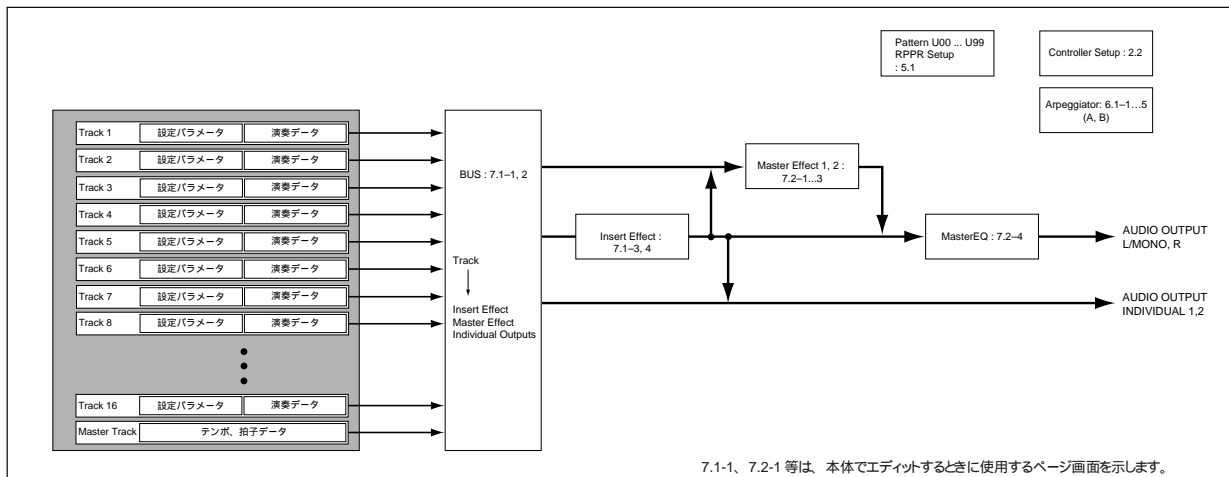 Pattern U00 ... U99
RPPR Setup
: 5.1
Controller Setup : 2.2
Arpeggiator: 6.1–1...5
(A, B)
Track 1 設定パラメータ 演奏データ
Track 2 設定パラメータ 演奏データ
Track 3 設定パラメータ 演奏データ
Track 4 設定パラメータ 演奏データ
Track 5 設定パラメータ 演奏データ
Track 6 設定パラメータ 演奏データ
Track 7 設定パラメータ 演奏データ
Track 8 設定パラメータ 演奏データ
Track 16 設定パラメータ 演奏データ
Master Track テンポ、拍子データ
BUS : 7.1–1, 2
Track
Insert Effect
Master Effect
Individual Outputs
Insert Effect :
7.1–3, 4
Master Effect 1, 2 :
7.2–1...3
MasterEQ : 7.2–4
AUDIO OUTPUT
L/MONO, R
AUDIO OUTPUT
INDIVIDUAL 1,2
7.1-1、7.2-1 等は、本体でエディットするときに使用するページ画面を示します。